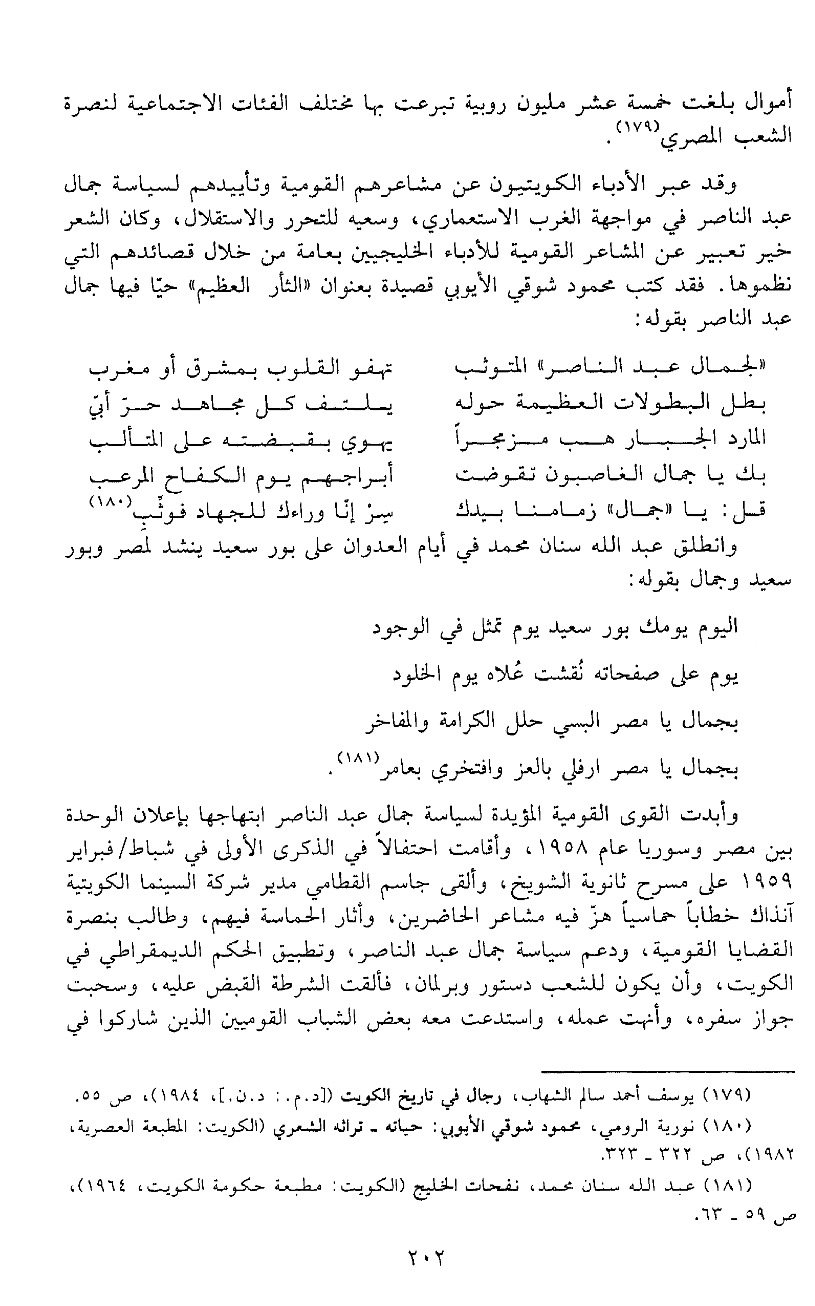 أموال بلغت خمسة عشر مليون روبية تبرعت بها مختلف الفئات الاجتماعية لنصرة
الشعب المصري(١٧٩).
وقد عبر الأدباء الكويتيون عن مشاعرهم القومية وتأييدهم لسياسة جمال
عبد الناصر في مواجهة الغرب الاستعماري، وسعيه للتحرر والاستقلال، وكان الشعر
خير تعبير عن المشاعر القومية للأدباء الخليجيين بعامة من خلال قصائدهم التي
نظموها. فقد كتب محمود شوقي الأيوبي قصيدة بعنوان «الثأر العظيم» حيّا فيها جمال
عبد الناصر بقوله:
«لجمال عبد الناصر» المتوثب تهفو القلوب بمشرق أو مغرب
بطل البطولات العظيمة حوله يلتف كل مجاهد حرّ أبيّ
المارد الجبار هب مزمجراً يهوي بقبضته على المتألب
بك يا جمال الغاصبون تقوضت أبراجهم يوم الكفاح المرعب
قل: يا «جمال» زمامنا بيدك سِرْ إنّا وراءك للجهاد فوثّبِ(١٨٠)
وانطلق عبد الله سنان محمد في أيام العدوان على بور سعيد ينشد لمصر وبور
سعيد وجمال بقوله:
اليوم يومك بور سعيد يوم تمثل في الوجود
يوم على صفحاته نُقشت عُلاه يوم الخلود
بجمال يا مصر البسي حلل الكرامة والمفاخر
بجمال يا مصر ارفلي بالعز وافتخري بعامر(١٨١).
وأبدت القوى القومية المؤيدة لسياسة جمال عبد الناصر ابتهاجها بإعلان الوحدة
بين مصر وسوريا عام ١٩٥٨، وأقامت احتفالاً في الذكرى الأولى في شباط/فبراير
١٩٥٩ على مسرح ثانوية الشويخ، وألقى جاسم القطامي مدير شركة السينما الكويتية
آنذاك خطاباً حماسياً هزّ فيه مشاعر الحاضرين، وأثار الحماسة فيهم، وطالب بنصرة
القضايا القومية، ودعم سياسة جمال عبد الناصر، وتطبيق الحكم الديمقراطي في
الكويت، وأن يكون للشعب دستور وبرلمان، فألقت الشرطة القبض عليه، وسحبت
جواز سفره، وأنهت عمله، واستدعت معه بعض الشباب القوميين الذين شاركوا في
(١٧٩) يوسف أحمد سالم الشهاب، رجال في تاريخ الكويت ([د.م.: د.ن.]، ١٩٨٤)، ص ٥٥.
(١٨٠) نورية الرومي، محمود شوقي الأيوبي: حياته ـ تراثه الشعري (الكويت: المطبعة العصرية،
١٩٨٢)، ص ٣٢٢ ـ ٣٢٣.
(١٨١) عبد الله سنان محمد، نفحات الخليج (الكويت: مطبعة حكومة الكويت، ١٩٦٤)،
ص ٥٩ ـ ٦٣.
٢٠٢